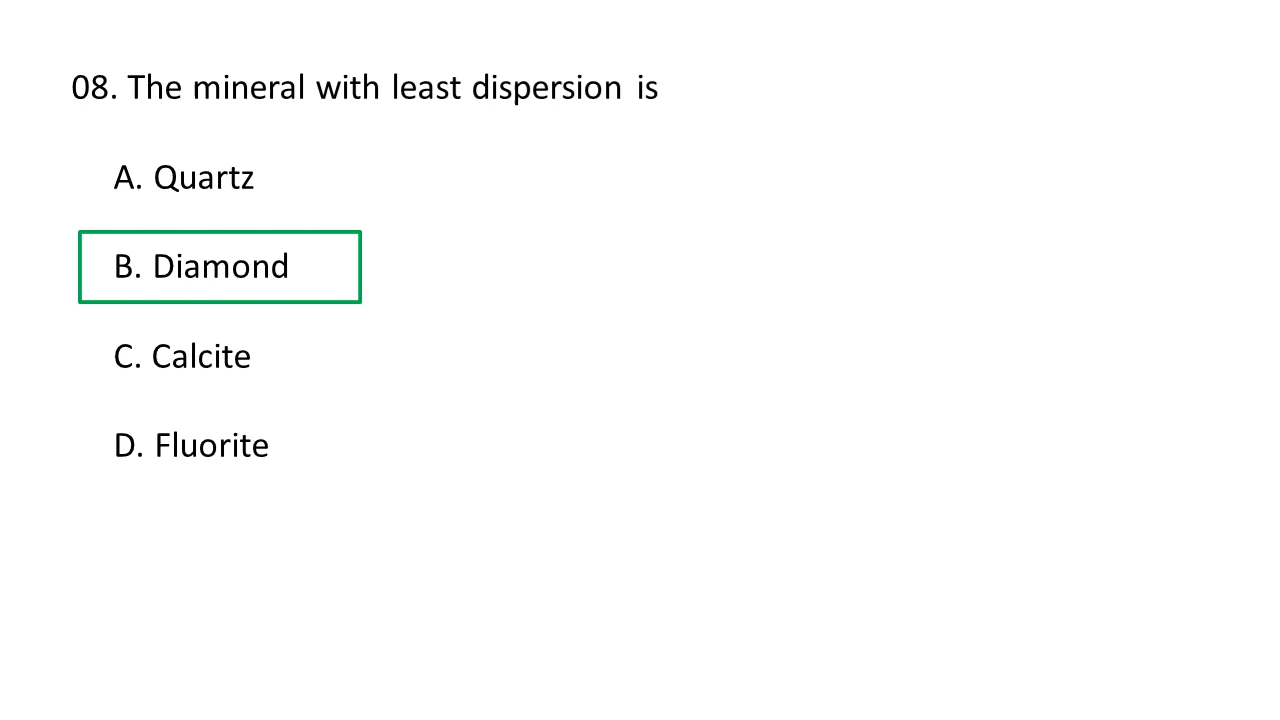 08. The mineral with least dispersion is
A. Quartz
B. Diamond
C. Calcite
D. Fluorite